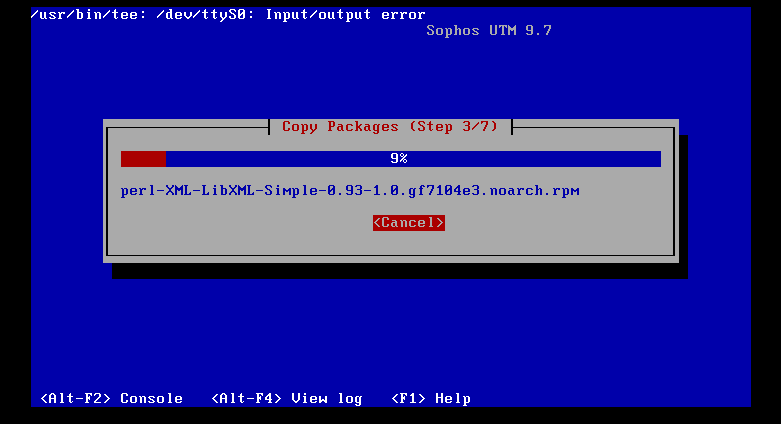 /usr/bin/tee: /dev/ttyS0: Input/output error
Sophos UTM 9.7
Copy Packages (Step 3/7)
9%
perl-XML-LibXML-Simple-0.93-1.0.gf7104e3.noarch.rpm
<Cancel>
<Alt-F2> Console <Alt-F4> View log <F1> Help